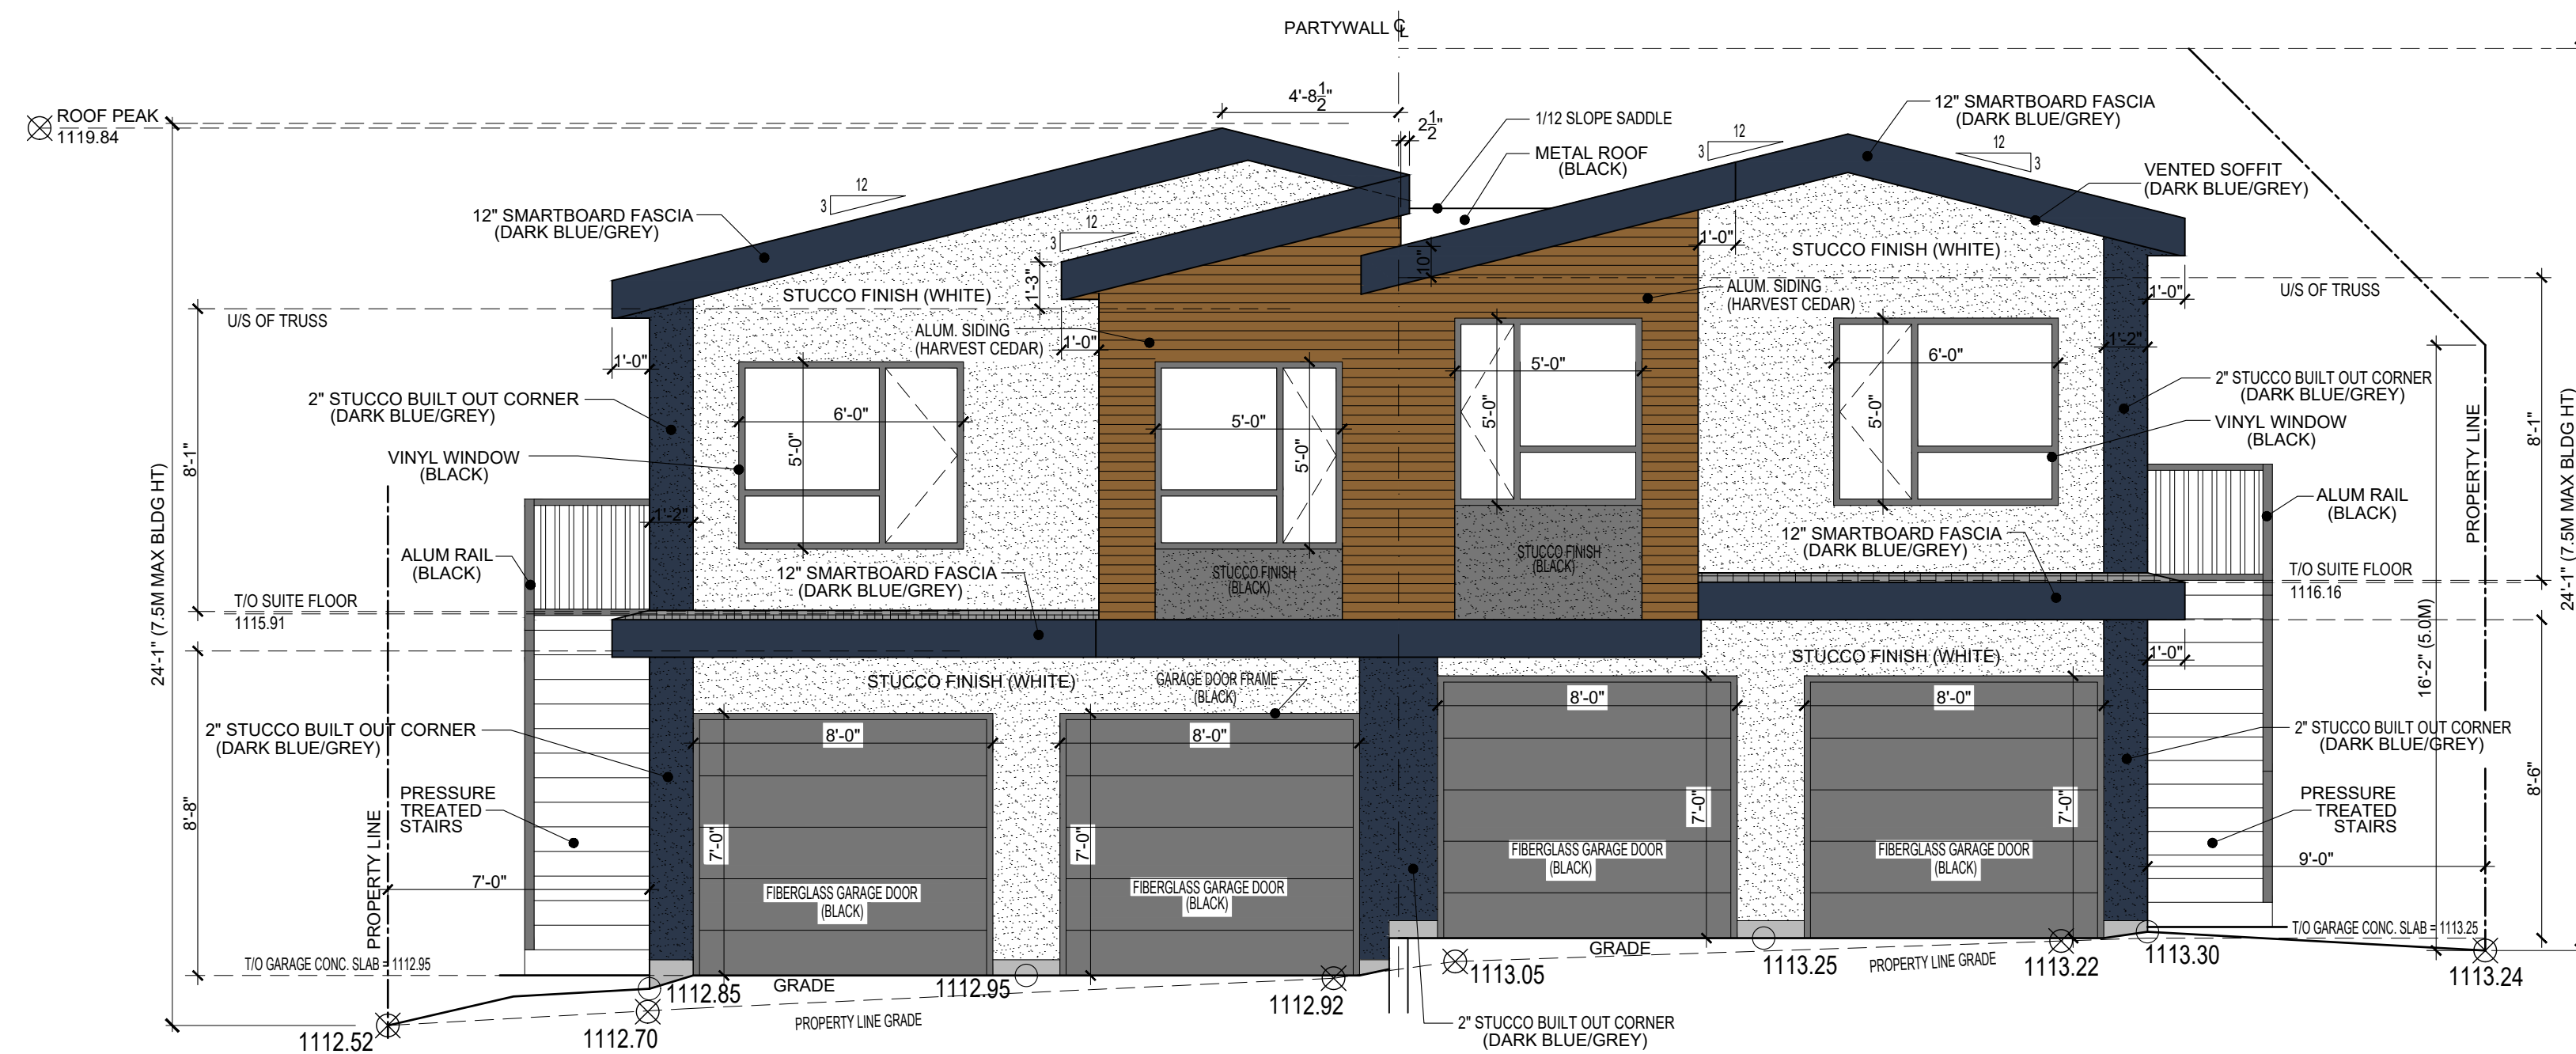 PARTYWALL ℄
4'-8 1/2"
2 1/2"
ROOF PEAK
1119.84
1/12 SLOPE SADDLE
METAL ROOF
(BLACK)
12" SMARTBOARD FASCIA
(DARK BLUE/GREY)
12
3
12
3
VENTED SOFFIT
(DARK BLUE/GREY)
12
3
12" SMARTBOARD FASCIA
(DARK BLUE/GREY)
12
3
1'-0"
STUCCO FINISH (WHITE)
10"
1'-3"
STUCCO FINISH (WHITE)
ALUM. SIDING
(HARVEST CEDAR)
1'-0"
U/S OF TRUSS
U/S OF TRUSS
ALUM. SIDING
(HARVEST CEDAR)
1'-0"
1'-0"
1'-2"
6'-0"
5'-0"
5'-0"
5'-0"
2" STUCCO BUILT OUT CORNER
(DARK BLUE/GREY)
2" STUCCO BUILT OUT CORNER
(DARK BLUE/GREY)
6'-0"
5'-0"
5'-0"
5'-0"
VINYL WINDOW
(BLACK)
VINYL WINDOW
(BLACK)
PROPERTY LINE
8'-1"
8'-1"
24'-1" (7.5M MAX BLDG HT)
24'-1" (7.5M MAX BLDG HT)
1'-2"
ALUM RAIL
(BLACK)
ALUM RAIL
(BLACK)
12" SMARTBOARD FASCIA
(DARK BLUE/GREY)
STUCCO FINISH
(BLACK)
STUCCO FINISH
(BLACK)
12" SMARTBOARD FASCIA
(DARK BLUE/GREY)
T/O SUITE FLOOR
1115.91
T/O SUITE FLOOR
1116.16
16'-2" (5.0M)
STUCCO FINISH (WHITE)
1'-0"
STUCCO FINISH (WHITE)
GARAGE DOOR FRAME
(BLACK)
8'-0"
8'-0"
2" STUCCO BUILT OUT CORNER
(DARK BLUE/GREY)
8'-0"
8'-0"
2" STUCCO BUILT OUT CORNER
(DARK BLUE/GREY)
8'-8"
8'-6"
PRESSURE
TREATED
STAIRS
PRESSURE
TREATED
STAIRS
7'-0"
7'-0"
7'-0"
7'-0"
PROPERTY LINE
7'-0"
9'-0"
FIBERGLASS GARAGE DOOR
(BLACK)
FIBERGLASS GARAGE DOOR
(BLACK)
FIBERGLASS GARAGE DOOR
(BLACK)
FIBERGLASS GARAGE DOOR
(BLACK)
T/O GARAGE CONC. SLAB = 1112.95
T/O GARAGE CONC. SLAB = 1113.25
GRADE
GRADE
1112.85
1112.95
1112.92
1113.05
1113.25
PROPERTY LINE GRADE
1113.22
1113.30
1113.24
1112.52
1112.70
PROPERTY LINE GRADE
2" STUCCO BUILT OUT CORNER
(DARK BLUE/GREY)